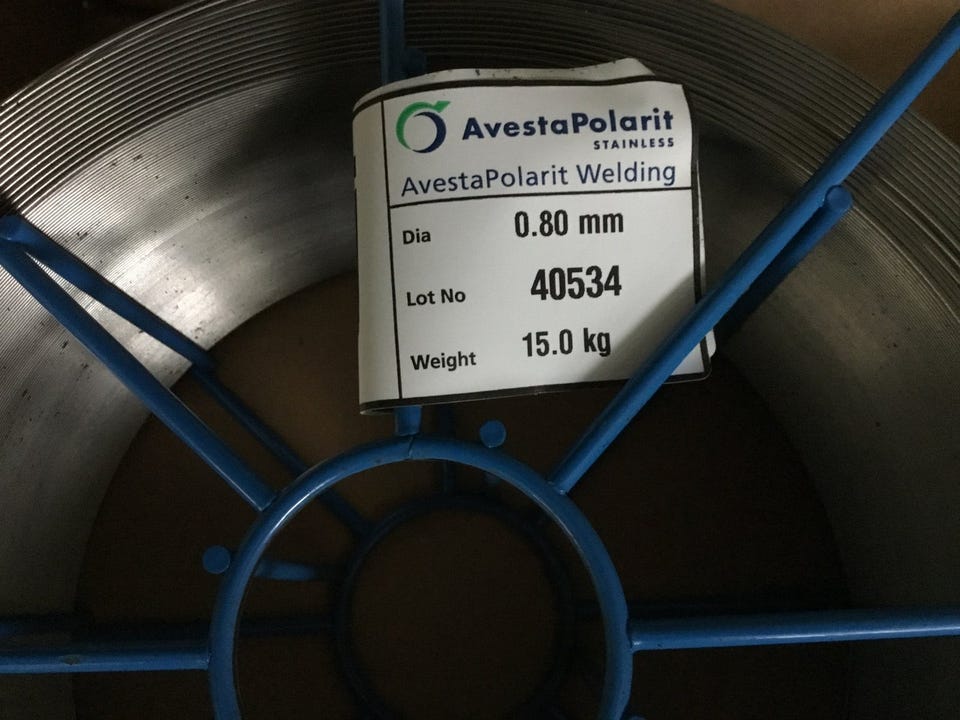 AvestaPolarit
STAINLESS
AvestaPolarit Welding
Dia 0.80 mm
Lot No 40534
Weight 15.0 kg